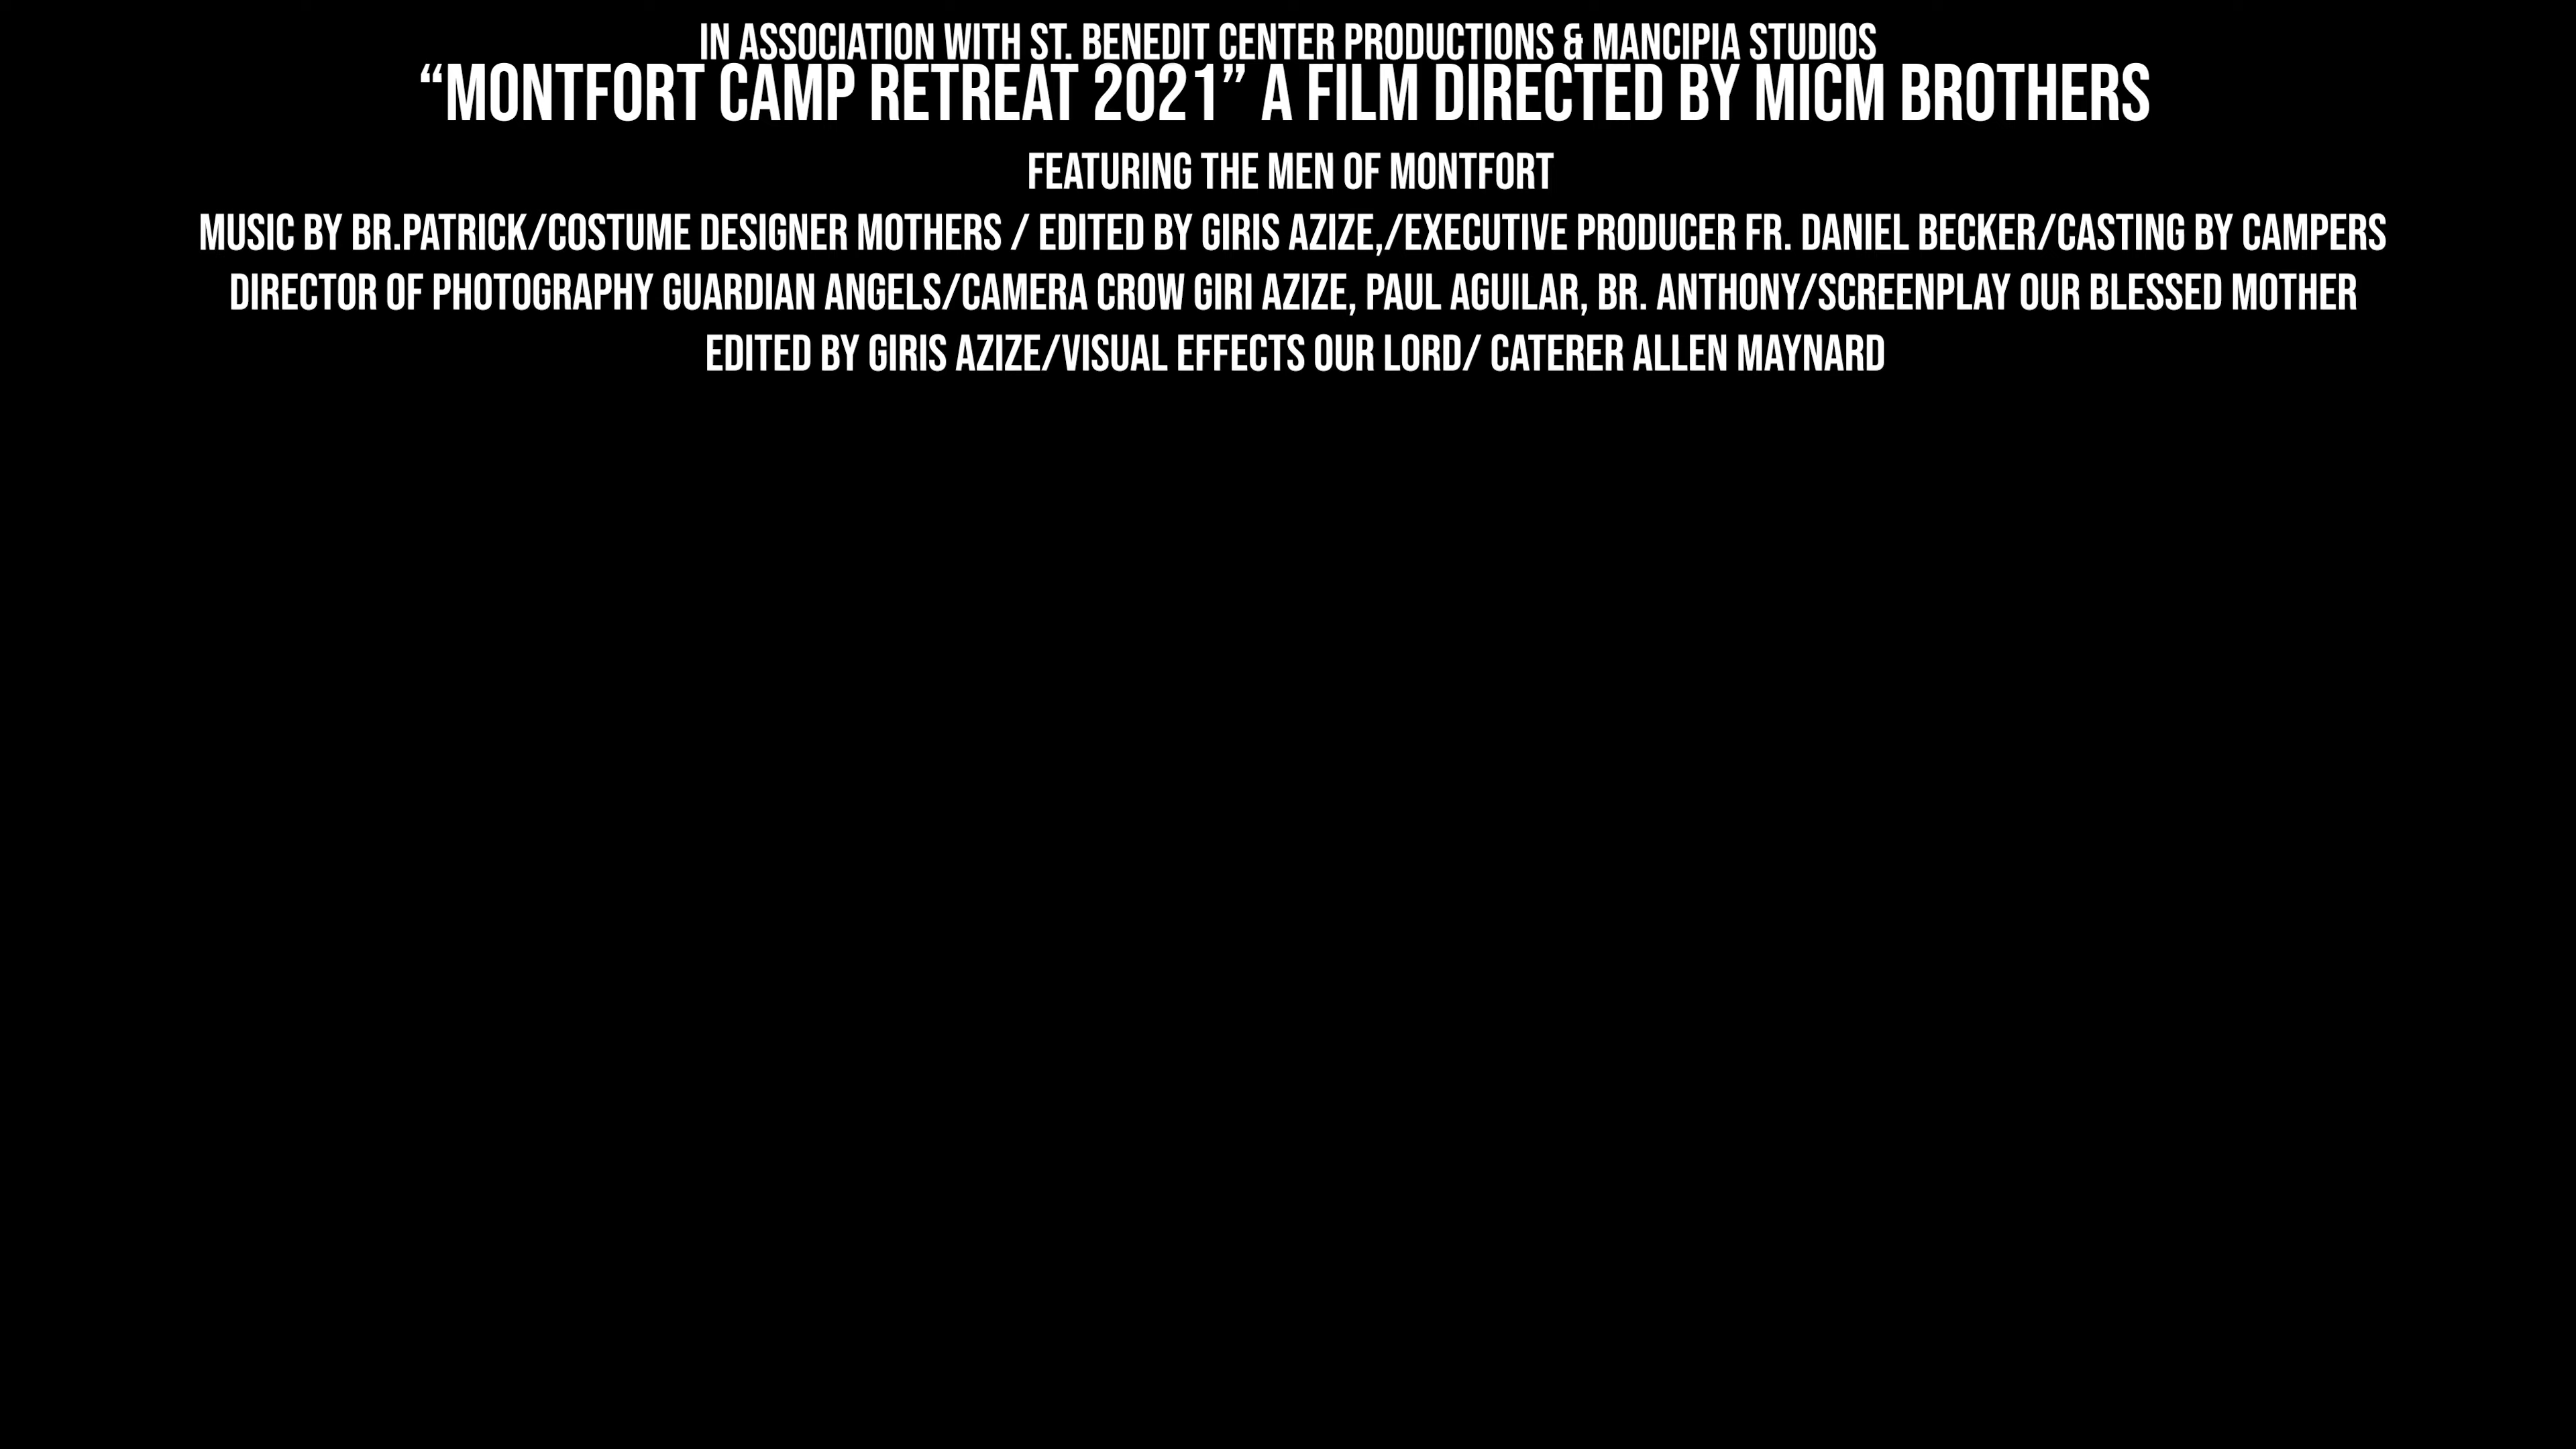 IN ASSOCIATION WITH ST. BENEDIT CENTER PRODUCTIONS & MANCIPIA STUDIOS
“MONTFORT CAMP RETREAT 2021” A FILM DIRECTED BY MICM BROTHERS
FEATURING THE MEN OF MONTFORT
MUSIC BY BR.PATRICK/COSTUME DESIGNER MOTHERS / EDITED BY GIRIS AZIZE,/EXECUTIVE PRODUCER FR. DANIEL BECKER/CASTING BY CAMPERS
DIRECTOR OF PHOTOGRAPHY GUARDIAN ANGELS/CAMERA CROW GIRI AZIZE, PAUL AGUILAR, BR. ANTHONY/SCREENPLAY OUR BLESSED MOTHER
EDITED BY GIRIS AZIZE/VISUAL EFFECTS OUR LORD/ CATERER ALLEN MAYNARD